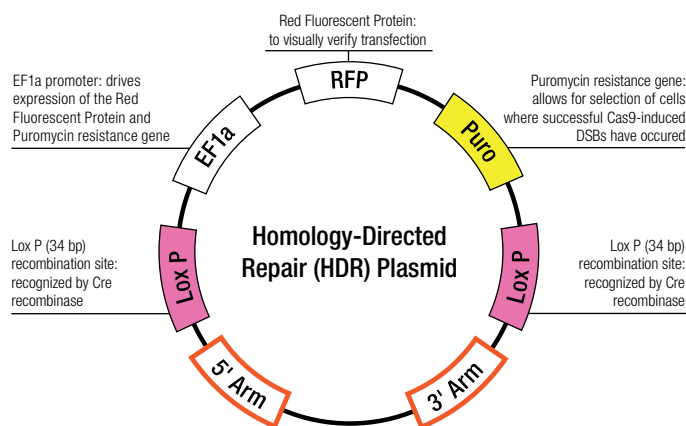 Red Fluorescent Protein:
to visually verify transfection
RFP
EF1a promoter: drives
expression of the Red
Fluorescent Protein and
Puromycin resistance gene
EF1a
Puromycin resistance gene:
allows for selection of cells
where successful Cas9-induced
DSBs have occured
Puro
Homology-Directed
Repair (HDR) Plasmid
Lox P (34 bp)
recombination site:
recognized by Cre
recombinase
Lox P
Lox P
Lox P (34 bp)
recombination site:
recognized by Cre
recombinase
5' Arm
3' Arm